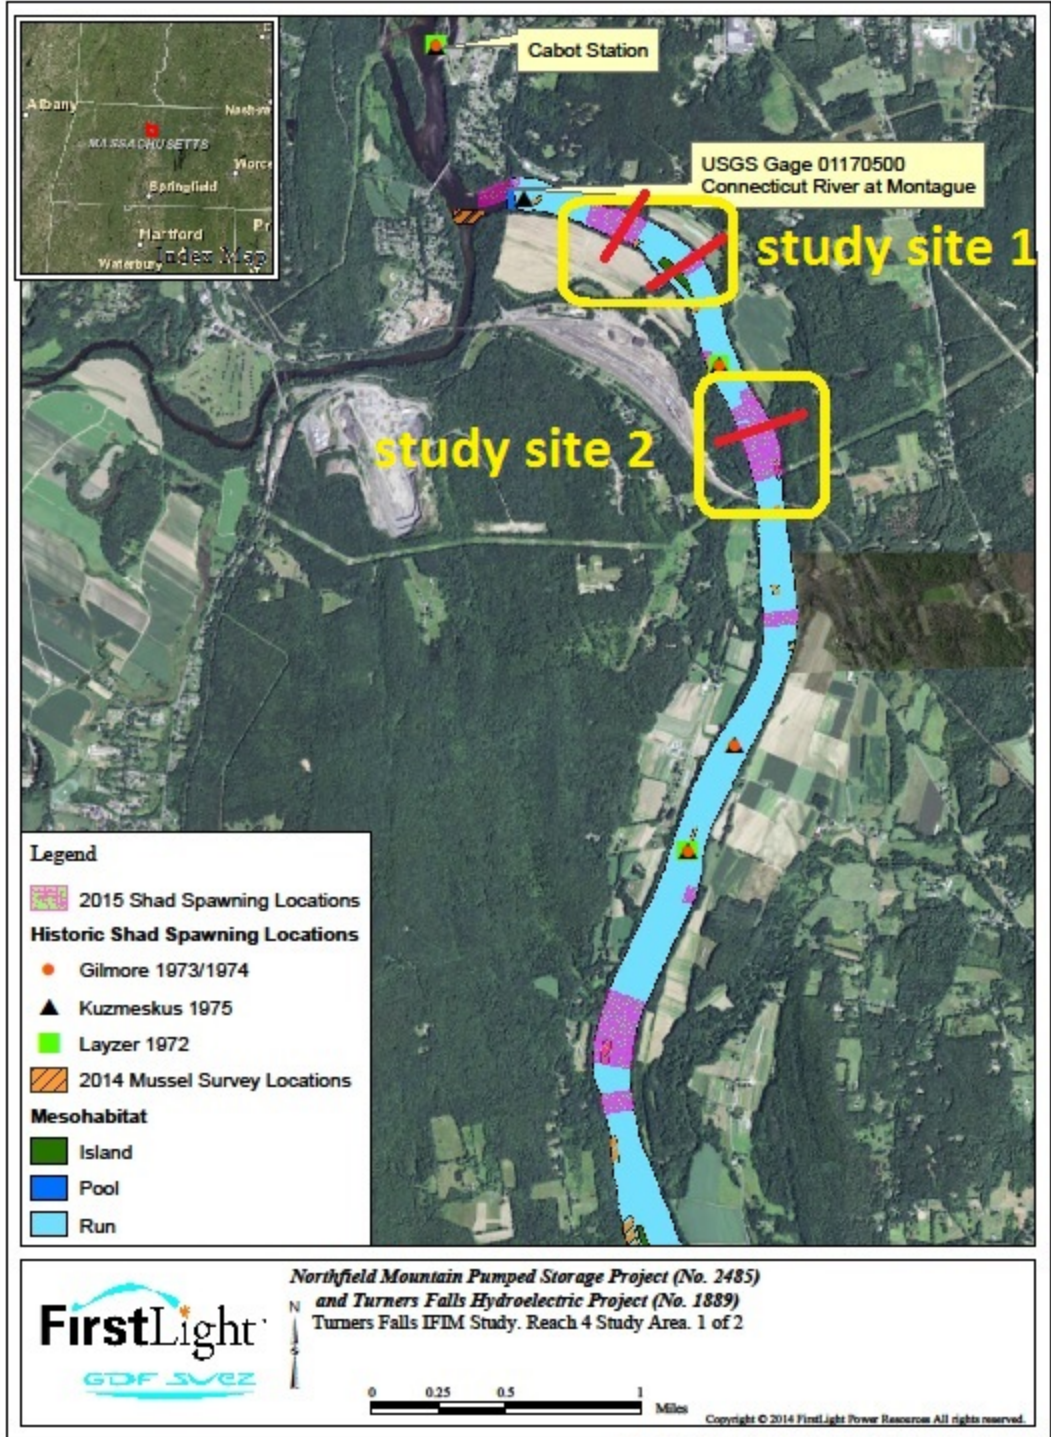 Cabot Station
Albany
MASSACHUSETTS
Springfield
Hartford
Waterbury
Index Map
USGS Gage 01170500
Connecticut River at Montague
study site 1
study site 2
Legend
2015 Shad Spawning Locations
Historic Shad Spawning Locations
Gilmore 1973/1974
Kuzmeskus 1975
Layzer 1972
2014 Mussel Survey Locations
Mesohabitat
Island
Pool
Run
FirstLight
GDF SUEZ
N
S
Northfield Mountain Pumped Storage Project (No. 2485)
and Turners Falls Hydroelectric Project (No. 1889)
Turners Falls IFIM Study. Reach 4 Study Area. 1 of 2
0 0.25 0.5 1
Miles
Copyright © 2014 FirstLight Power Resources All rights reserved.